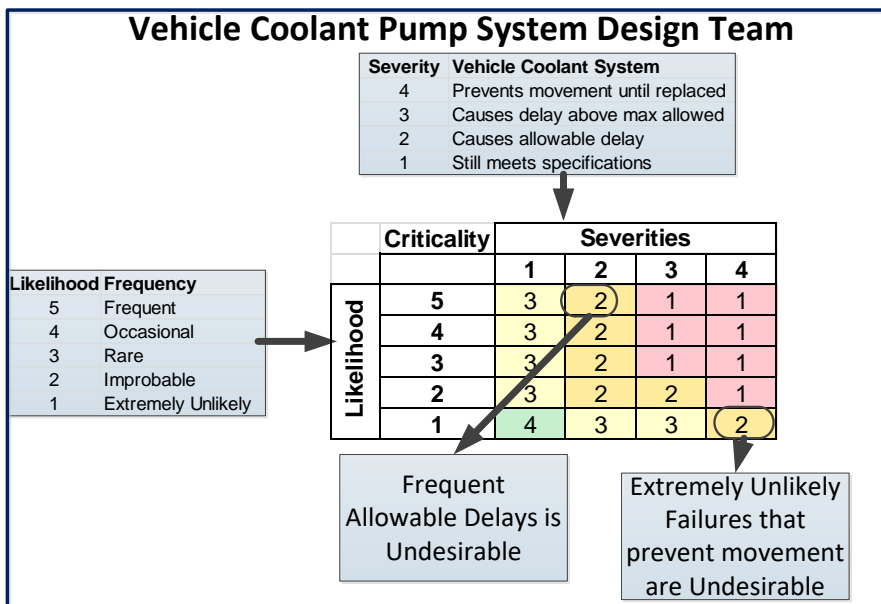 Vehicle Coolant Pump System Design Team
Severity Vehicle Coolant System
4 Prevents movement until replaced
3 Causes delay above max allowed
2 Causes allowable delay
1 Still meets specifications
Criticality Severities
1 2 3 4
Likelihood Frequency
5 Frequent
4 Occasional
3 Rare
2 Improbable
1 Extremely Unlikely
Likelihood
5 3 2 1 1
4 3 2 1 1
3 3 2 1 1
2 3 2 2 1
1 4 3 3 2
Frequent
Allowable Delays is
Undesirable
Extremely Unlikely
Failures that
prevent movement
are Undesirable